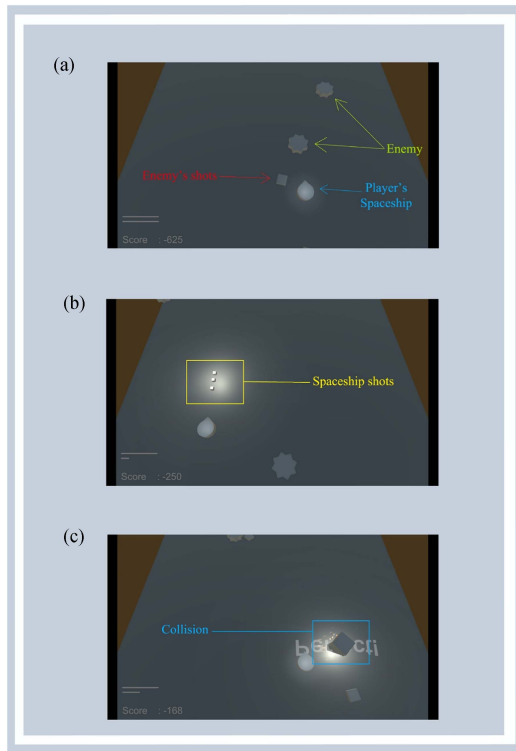 (a)
Enemy
Enemy's shots
Player's
Spaceship
Score : -625
(b)
Spaceship shots
Score : -250
(c)
Collision
Score : -168